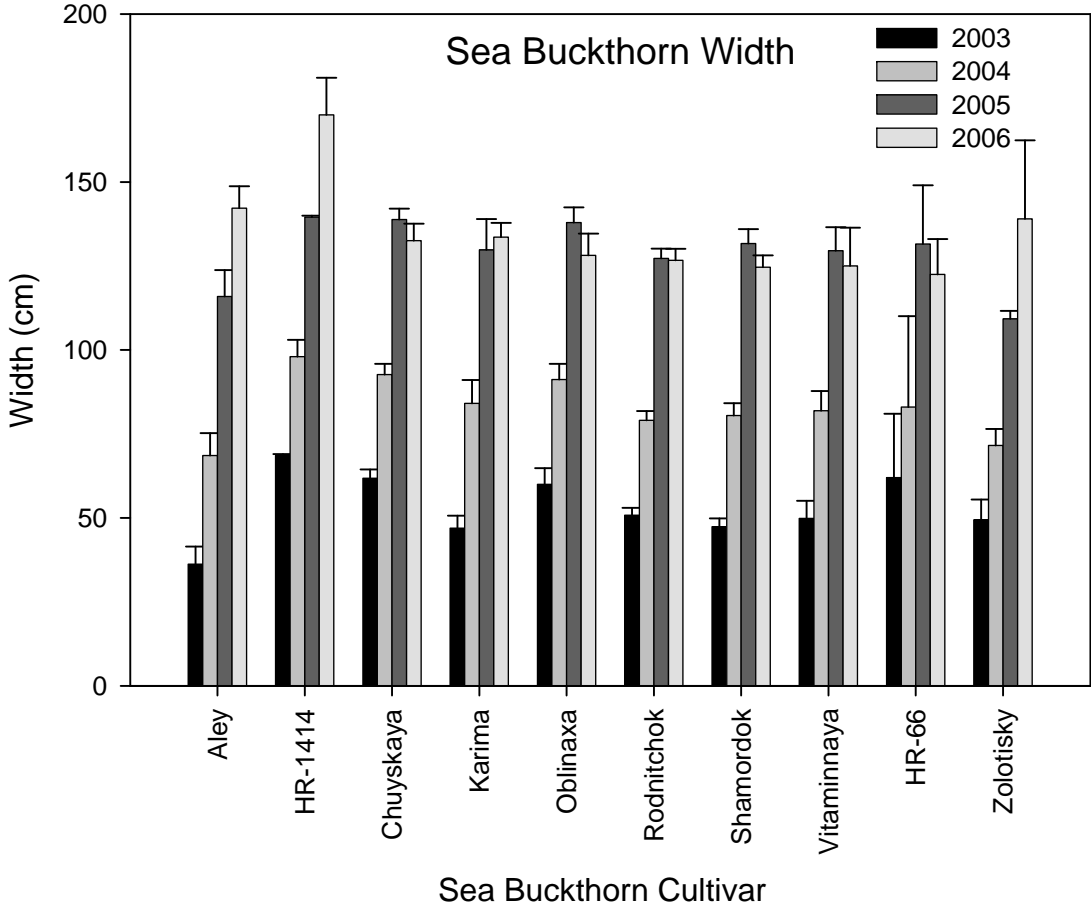 Sea Buckthorn Width
2003
2004
2005
2006
Width (cm)
200
150
100
50
0
Aley
HR-1414
Chuyskaya
Karima
Oblinaxa
Rodnitchok
Shamordok
Vitaminnaya
HR-66
Zolotisky
Sea Buckthorn Cultivar